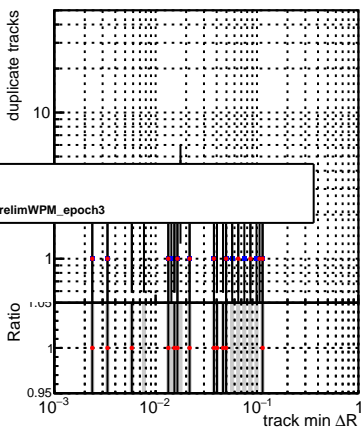 duplicate tracks
10
relimWPM_epoch3
1
Ratio
1.05
1
0.95
10⁻³ 10⁻² 10⁻¹ 1
track min ΔR